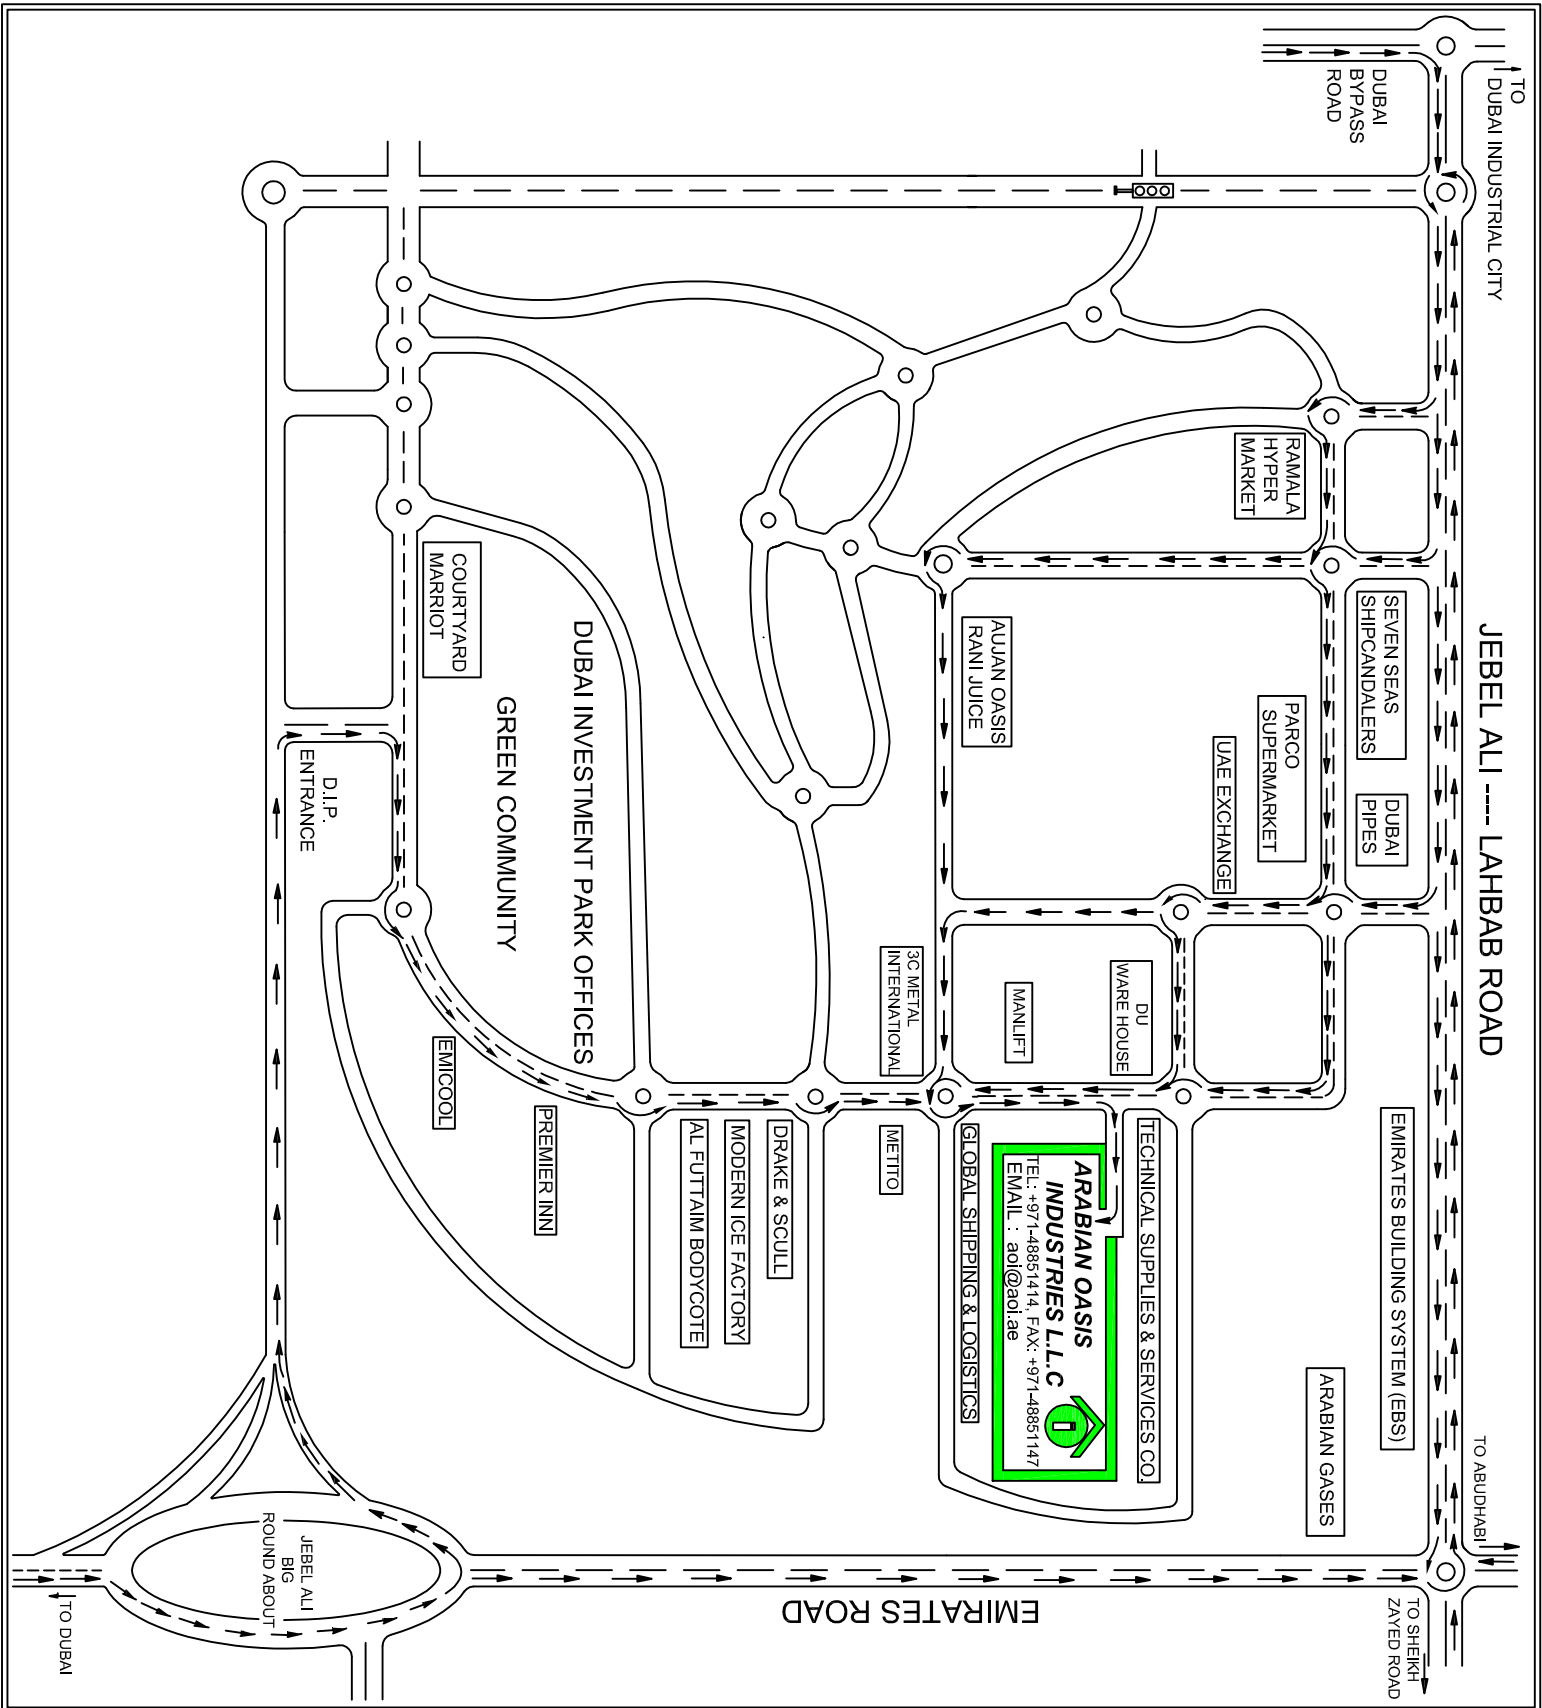 TO
DUBAI INDUSTRIAL CITY
DUBAI
BYPASS
ROAD
JEBEL ALI ---- LAHBAB ROAD
TO ABUDHABI
TO SHEIKH
ZAYED ROAD
RAMALA
HYPER
MARKET
SEVEN SEAS
SHIPCANDALERS
DUBAI
PIPES
PARCO
SUPERMARKET
UAE EXCHANGE
EMIRATES BUILDING SYSTEM (EBS)
ARABIAN GASES
AUJAN OASIS
RANI JUICE
DU
WARE HOUSE
MANLIFT
3C METAL
INTERNATIONAL
TECHNICAL SUPPLIES & SERVICES CO.
ARABIAN OASIS
INDUSTRIES L.L.C
TEL: +971-48851414, FAX: +971-48851147
EMAIL : aoi@aoi.ae
GLOBAL SHIPPING & LOGISTICS
METITO
DRAKE & SCULL
MODERN ICE FACTORY
AL FUTTAIM BODYCOTE
DUBAI INVESTMENT PARK OFFICES
GREEN COMMUNITY
COURTYARD
MARRIOT
PREMIER INN
EMICOOL
D.I.P.
ENTRANCE
EMIRATES ROAD
JEBEL ALI
BIG
ROUND ABOUT
TO DUBAI